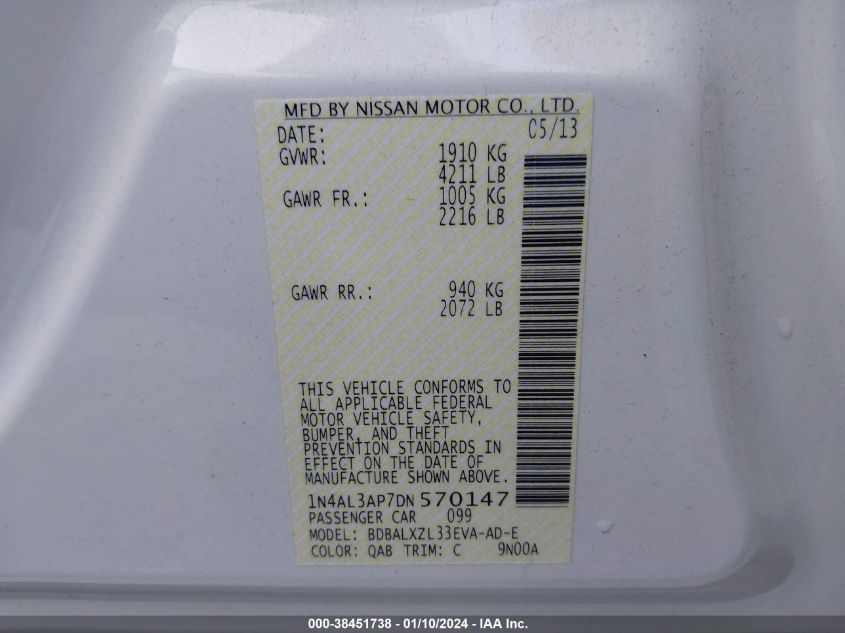 MFD BY NISSAN MOTOR CO., LTD.
DATE: 05/13
GVWR: 1910 KG
4211 LB
GAWR FR.: 1005 KG
2216 LB
GAWR RR.: 940 KG
2072 LB
THIS VEHICLE CONFORMS TO
ALL APPLICABLE FEDERAL
MOTOR VEHICLE SAFETY,
BUMPER, AND THEFT
PREVENTION STANDARDS IN
EFFECT ON THE DATE OF
MANUFACTURE SHOWN ABOVE.
1N4AL3AP7DN570147
PASSENGER CAR 099
MODEL: BDBALXZL33EVA-AD-E
COLOR: QAB TRIM: C 9N00A
000-38451738 - 01/10/2024 - IAA Inc.